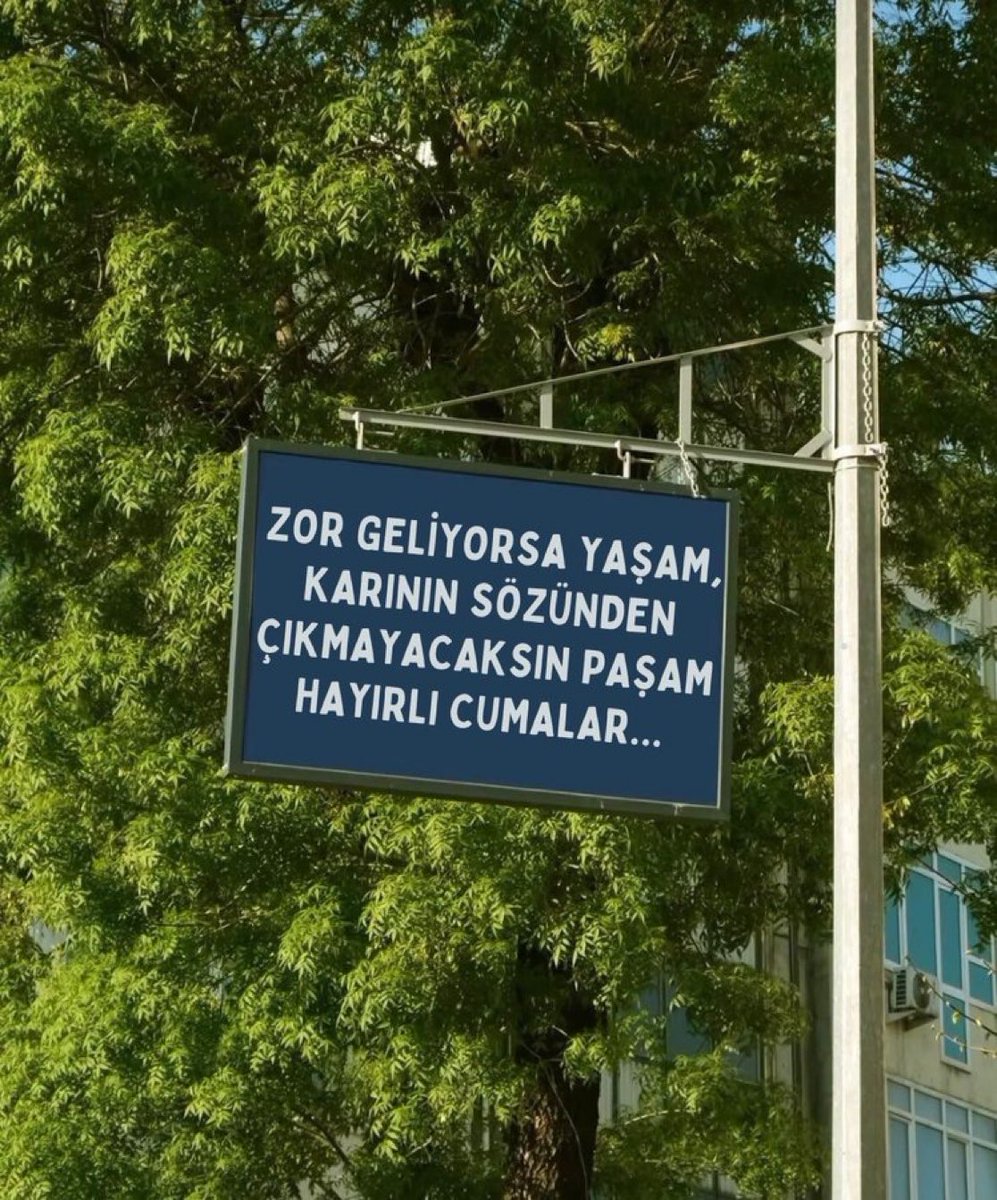 ZOR GELİYORSA YAŞAM,
KARININ SÖZÜNDEN
ÇIKMAYACAKSIN PAŞAM
HAYIRLI CUMALAR...